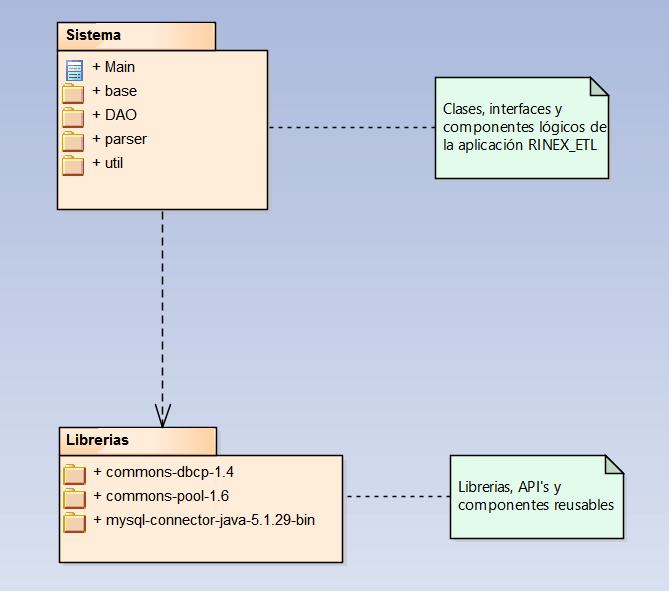 Sistema
+ Main
+ base
+ DAO
+ parser
+ util
Clases, interfaces y
componentes lógicos de
la aplicación RINEX_ETL
Librerias
+ commons-dbcp-1.4
+ commons-pool-1.6
+ mysql-connector-java-5.1.29-bin
Librerias, API's y
componentes reusables